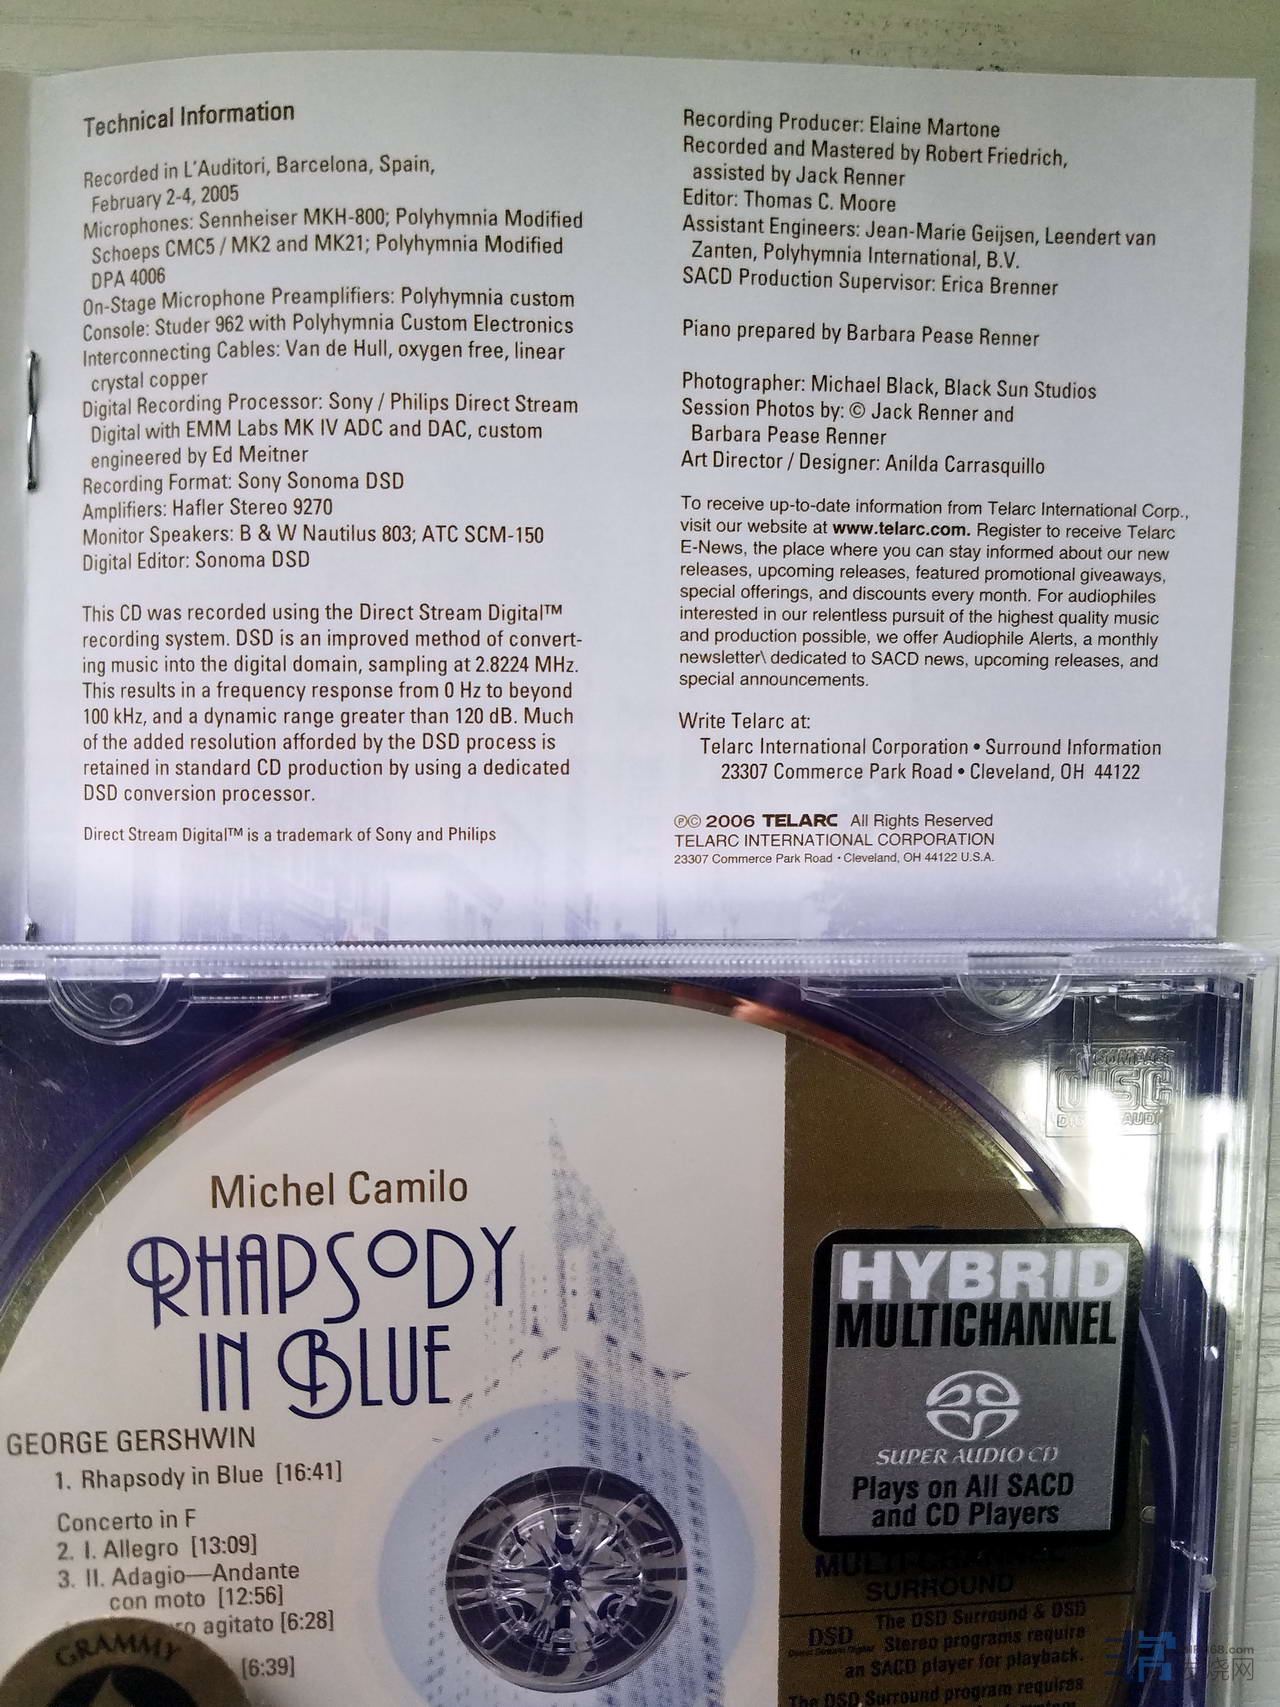 Technical Information
Recorded in L'Auditori, Barcelona, Spain,
February 2-4, 2005
Microphones: Sennheiser MKH-800; Polyhymnia Modified
Schoeps CMC5 / MK2 and MK21; Polyhymnia Modified
DPA 4006
On-Stage Microphone Preamplifiers: Polyhymnia custom
Console: Studer 962 with Polyhymnia Custom Electronics
Interconnecting Cables: Van de Hull, oxygen free, linear
crystal copper
Digital Recording Processor: Sony / Philips Direct Stream
Digital with EMM Labs MK IV ADC and DAC, custom
engineered by Ed Meitner
Recording Format: Sony Sonoma DSD
Amplifiers: Hafler Stereo 9270
Monitor Speakers: B & W Nautilus 803; ATC SCM-150
Digital Editor: Sonoma DSD
This CD was recorded using the Direct Stream Digital™
recording system. DSD is an improved method of convert-
ing music into the digital domain, sampling at 2.8224 MHz.
This results in a frequency response from 0 Hz to beyond
100 kHz, and a dynamic range greater than 120 dB. Much
of the added resolution afforded by the DSD process is
retained in standard CD production by using a dedicated
DSD conversion processor.
Direct Stream Digital™ is a trademark of Sony and Philips
Recording Producer: Elaine Martone
Recorded and Mastered by Robert Friedrich,
assisted by Jack Renner
Editor: Thomas C. Moore
Assistant Engineers: Jean-Marie Geijsen, Leendert van
Zanten, Polyhymnia International, B.V.
SACD Production Supervisor: Erica Brenner
Piano prepared by Barbara Pease Renner
Photographer: Michael Black, Black Sun Studios
Session Photos by: © Jack Renner and
Barbara Pease Renner
Art Director / Designer: Anilda Carrasquillo
To receive up-to-date information from Telarc International Corp.,
visit our website at www.telarc.com. Register to receive Telarc
E-News, the place where you can stay informed about our new
releases, upcoming releases, featured promotional giveaways,
special offerings, and discounts every month. For audiophiles
interested in our relentless pursuit of the highest quality music
and production possible, we offer Audiophile Alerts, a monthly
newsletter\ dedicated to SACD news, upcoming releases, and
special announcements.
Write Telarc at:
Telarc International Corporation • Surround Information
23307 Commerce Park Road • Cleveland, OH 44122
℗© 2006 TELARC All Rights Reserved
TELARC INTERNATIONAL CORPORATION
23307 Commerce Park Road • Cleveland, OH 44122 U.S.A.
COMPACT
DISC
Michel Camilo
RHAPSODY
IN BLUE
GEORGE GERSHWIN
1. Rhapsody in Blue [16:41]
Concerto in F
2. I. Allegro [13:09]
3. II. Adagio—Andante
con moto [12:56]
agitato [6:28]
[6:39]
GRAMMY
HYBRID
MULTICHANNEL
SUPER AUDIO CD
Plays on All SACD
and CD Players
MULTI-CHANNEL
SURROUND
DSD
Direct Stream Digital
The DSD Surround & DSD
Stereo programs require
an SACD player for playback.
The DSD Surround program requires